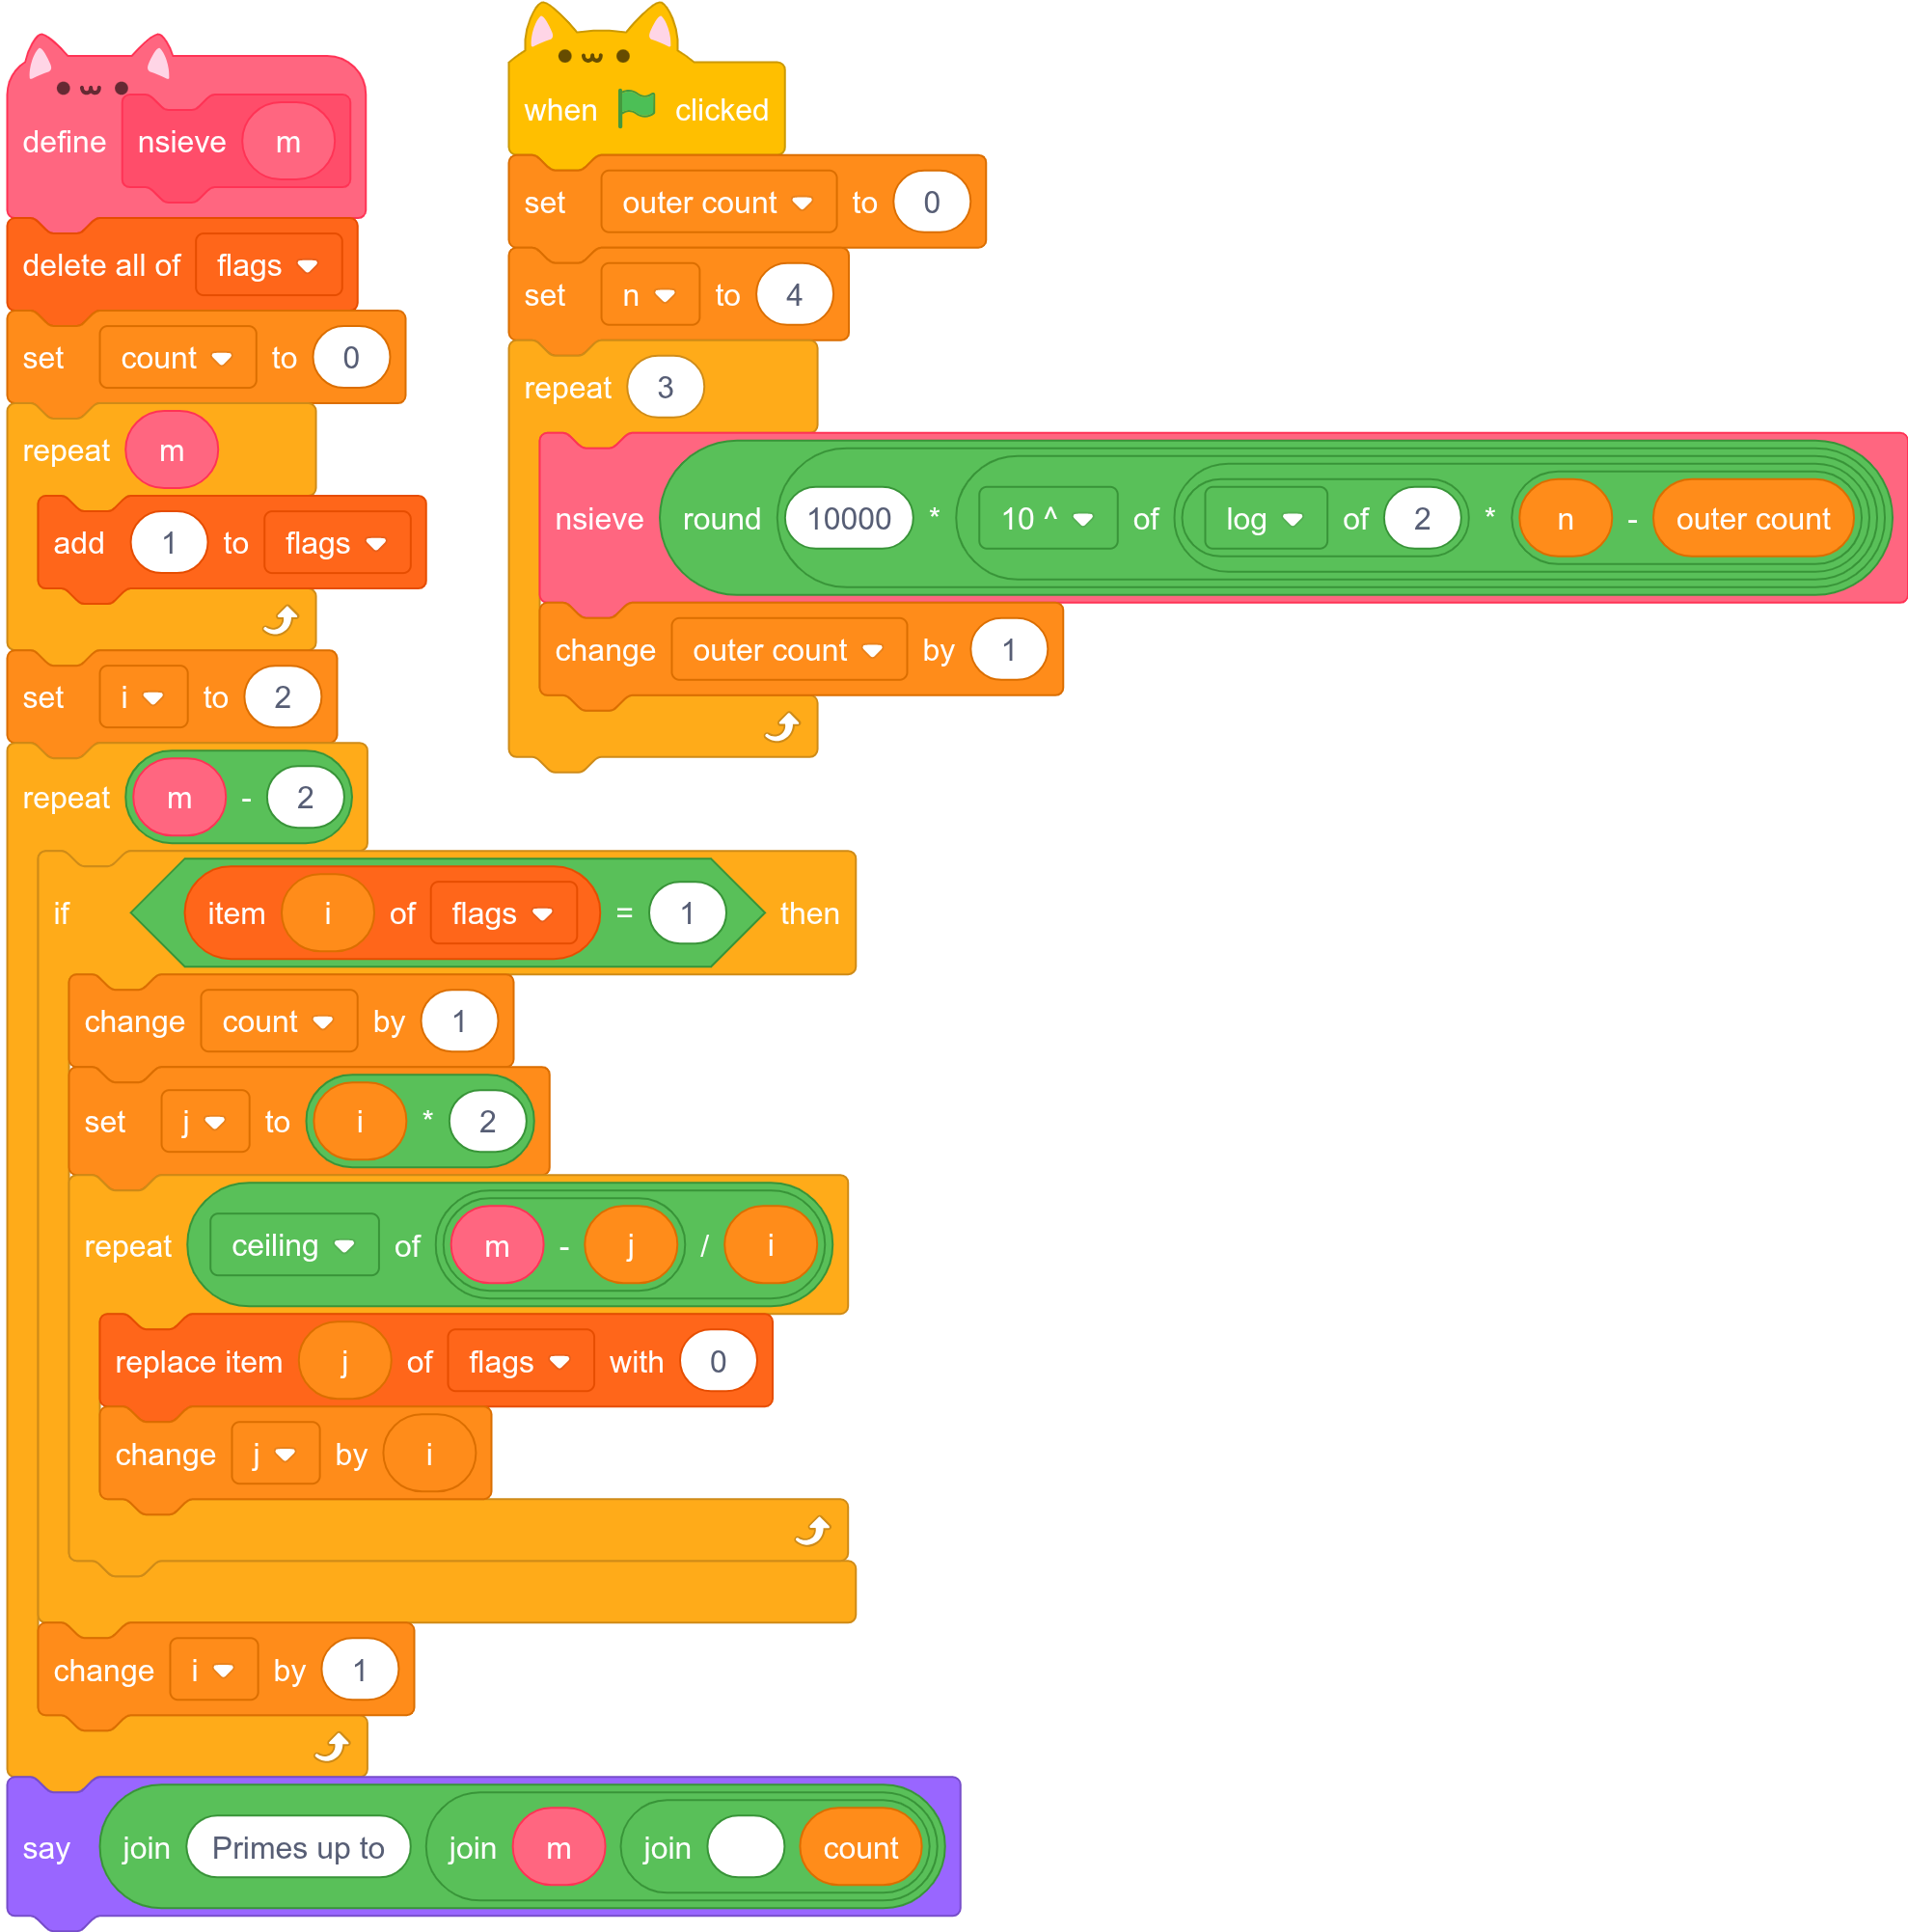 define nsieve m
delete all of flags
set count to 0
repeat m
add 1 to flags
set i to 2
repeat m - 2
if item i of flags = 1 then
change count by 1
set j to i * 2
repeat ceiling of m - j / i
replace item j of flags with 0
change j by i
change i by 1
say join Primes up to join m join count
when clicked
set outer count to 0
set n to 4
repeat 3
nsieve round 10000 * 10 ^ of log of 2 * n - outer count
change outer count by 1